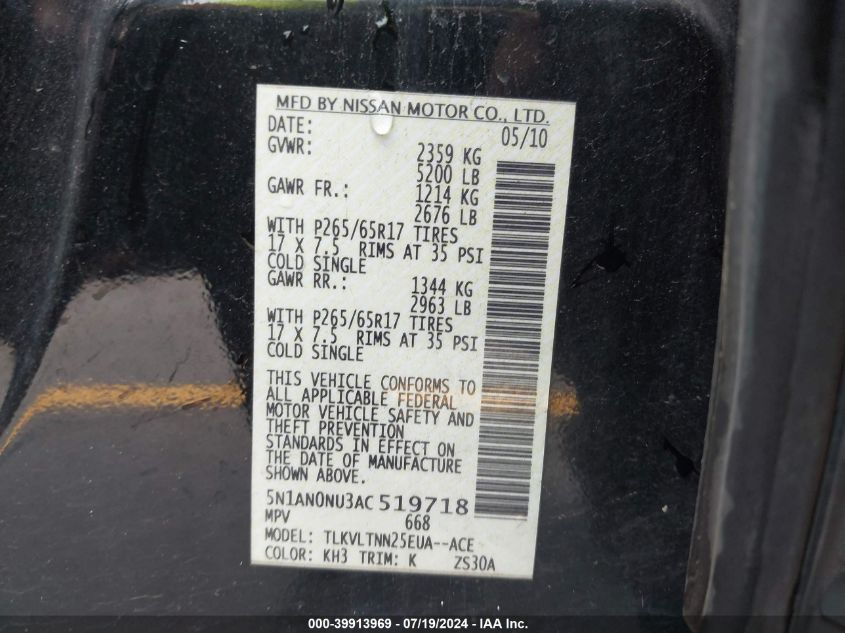 MFD BY NISSAN MOTOR CO., LTD.
DATE: 05/10
GVWR: 2359 KG
5200 LB
GAWR FR.: 1214 KG
2676 LB
WITH P265/65R17 TIRES
17 X 7.5 RIMS AT 35 PSI
COLD SINGLE
GAWR RR.: 1344 KG
2963 LB
WITH P265/65R17 TIRES
17 X 7.5 RIMS AT 35 PSI
COLD SINGLE
THIS VEHICLE CONFORMS TO
ALL APPLICABLE FEDERAL
MOTOR VEHICLE SAFETY AND
THEFT PREVENTION
STANDARDS IN EFFECT ON
THE DATE OF MANUFACTURE
SHOWN ABOVE.
5N1AN0NU3AC519718
MPV 668
MODEL: TLKVLTNN25EUA--ACE
COLOR: KH3 TRIM: K ZS30A
000-39913969 - 07/19/2024 - IAA Inc.